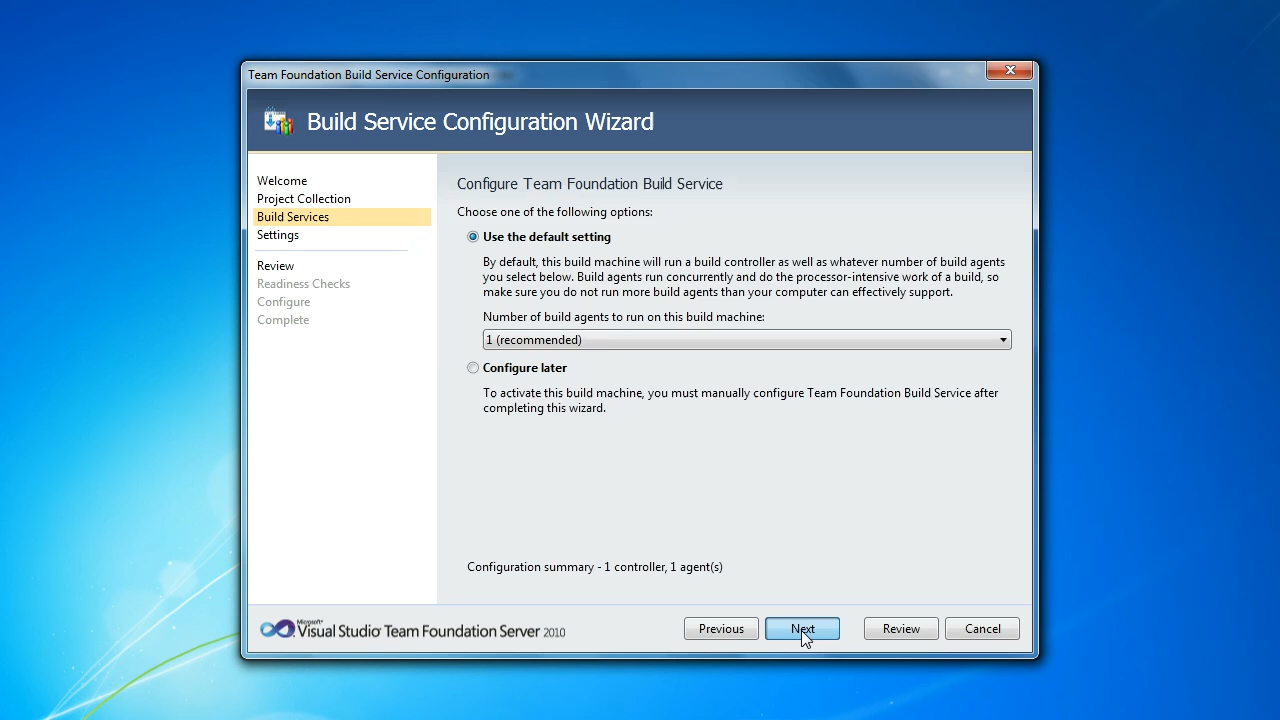 Team Foundation Build Service Configuration
Build Service Configuration Wizard
Welcome
Project Collection
Build Services
Settings
Review
Readiness Checks
Configure
Complete
Configure Team Foundation Build Service
Choose one of the following options:
Use the default setting
By default, this build machine will run a build controller as well as whatever number of build agents
you select below. Build agents run concurrently and do the processor-intensive work of a build, so
make sure you do not run more build agents than your computer can effectively support.
Number of build agents to run on this build machine:
1 (recommended)
Configure later
To activate this build machine, you must manually configure Team Foundation Build Service after
completing this wizard.
Configuration summary - 1 controller, 1 agent(s)
Microsoft®
Visual Studio® Team Foundation Server 2010
Previous
Next
Review
Cancel